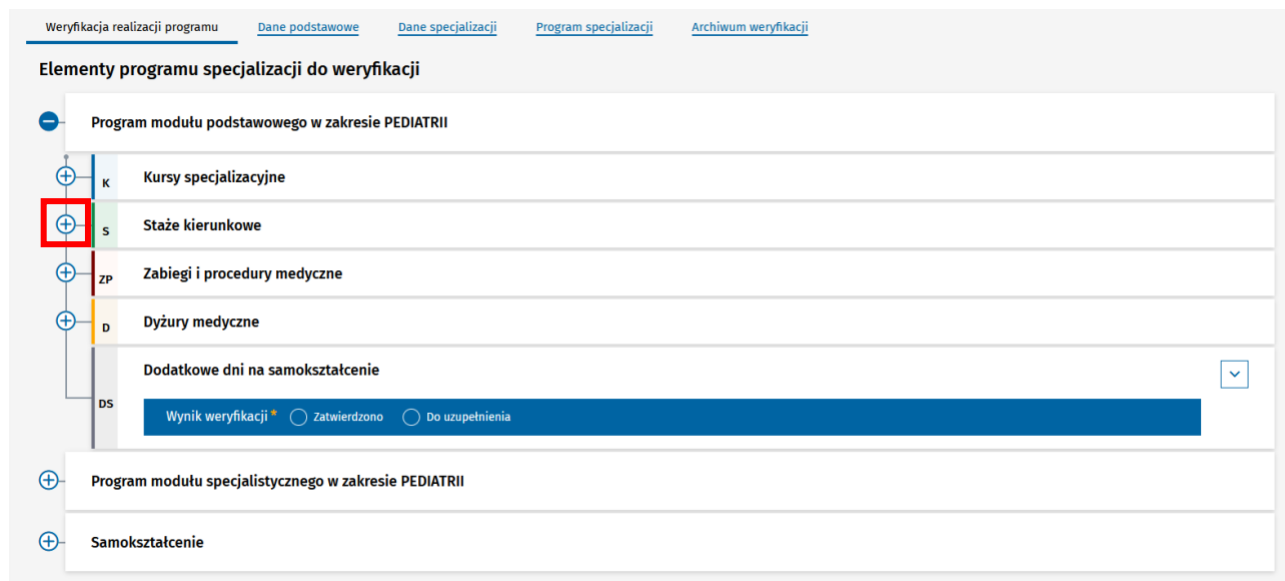 Weryfikacja realizacji programu Dane podstawowe Dane specjalizacji Program specjalizacji Archiwum weryfikacji
Elementy programu specjalizacji do weryfikacji
Program modułu podstawowego w zakresie PEDIATRII
K Kursy specjalizacyjne
S Staże kierunkowe
ZP Zabiegi i procedury medyczne
D Dyżury medyczne
Dodatkowe dni na samokształcenie
DS Wynik weryfikacji * Zatwierdzono Do uzupełnienia
Program modułu specjalistycznego w zakresie PEDIATRII
Samokształcenie